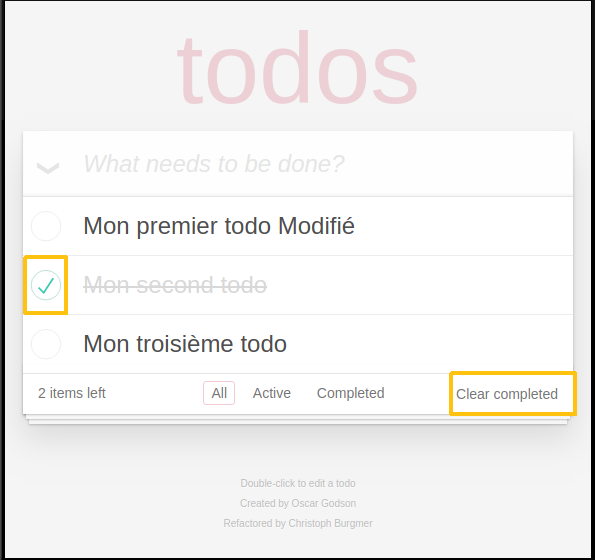 todos
What needs to be done?
Mon premier todo Modifié
Mon second todo
Mon troisième todo
2 items left All Active Completed Clear completed
Double-click to edit a todo
Created by Oscar Godson
Refactored by Christoph Burgmer